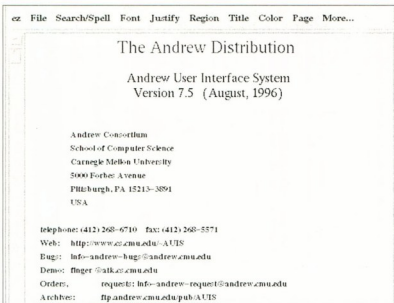 ez File Search/Spell Font Justify Region Title Color Page More...
The Andrew Distribution
Andrew User Interface System
Version 7.5 (August, 1996)
Andrew Consortium
School of Computer Science
Carnegie Mellon University
5000 Forbes Avenue
Pittsburgh, PA 15213-3891
USA
telephone: (412) 268-6710 fax: (412) 268-5571
Web: http://www.cs.cmu.edu/~AUIS
Bugs: info-andrew-bugs@andrew.cmu.edu
Demo: finger @atk.cs.cmu.edu
Orders, requests: info-andrew-request@andrew.cmu.edu
Archives: ftp.andrew.cmu.edu/pub/AUIS